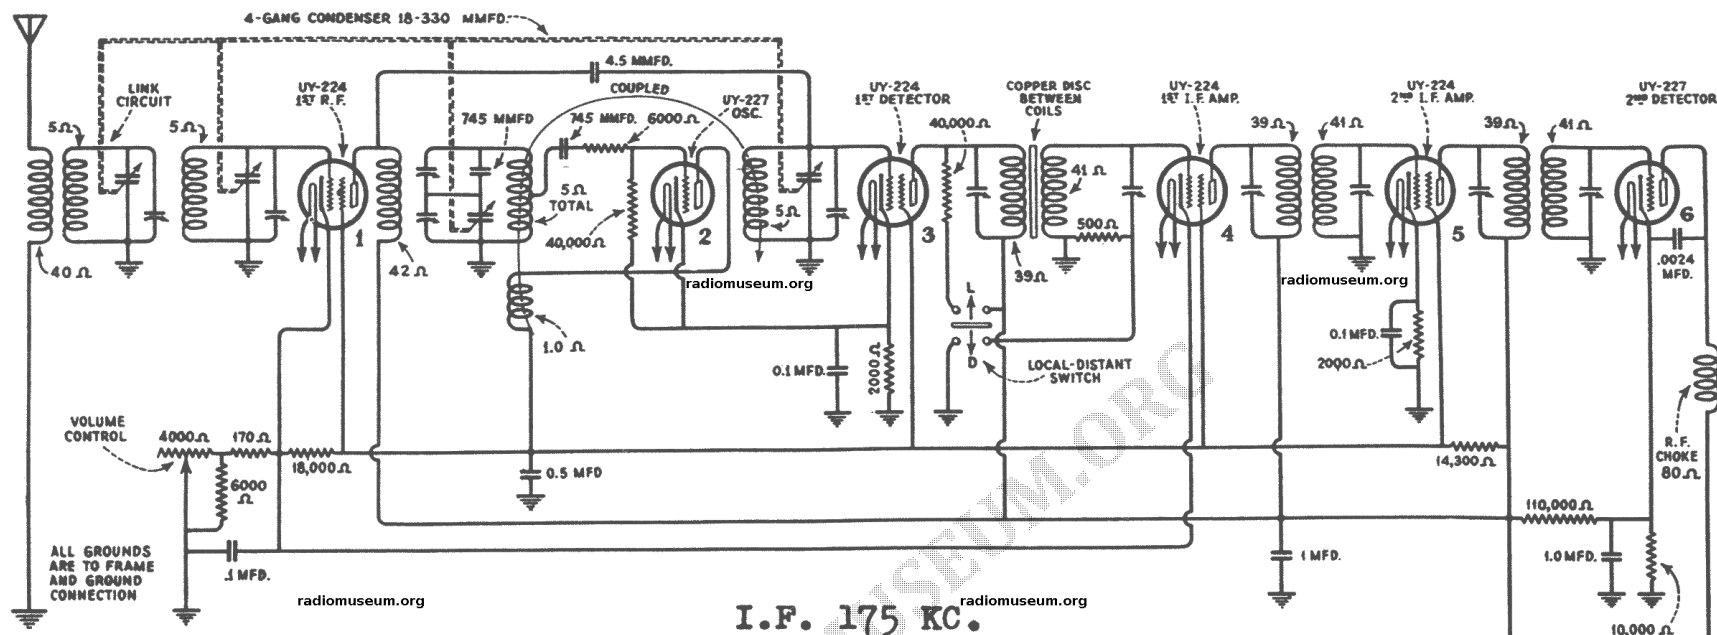 4-GANG CONDENSER 18-330 MMFD.
LINK
CIRCUIT
UY-224
1ST R.F.
4.5 MMFD.
COUPLED
745 MMFD
745 MMFD.
6000Ω
UY-227
OSC.
UY-224
1ST DETECTOR
COPPER DISC
BETWEEN
COILS
UY-224
1ST I.F. AMP.
UY-224
2ND I.F. AMP.
UY-227
2ND DETECTOR
5Ω
5Ω
40,000Ω
39Ω
41Ω
39Ω
41Ω
5Ω
TOTAL
5Ω
41Ω
500Ω
40,000Ω
1
2
3
4
5
6
40Ω
42Ω
39Ω
.0024
MFD.
radiomuseum.org
radiomuseum.org
L
D
1.0 Ω
0.1 MFD.
2000Ω
LOCAL-DISTANT
SWITCH
0.1 MFD.
2000Ω
VOLUME
CONTROL
4000Ω
170Ω
18,000Ω
6000
Ω
0.5 MFD
14,300Ω
R.F.
CHOKE
80Ω
110,000Ω
ALL GROUNDS
ARE TO FRAME
AND GROUND
CONNECTION
.1 MFD.
1 MFD.
1.0 MFD.
10,000Ω
radiomuseum.org
radiomuseum.org
I.F. 175 KC.
USEUM.ORG